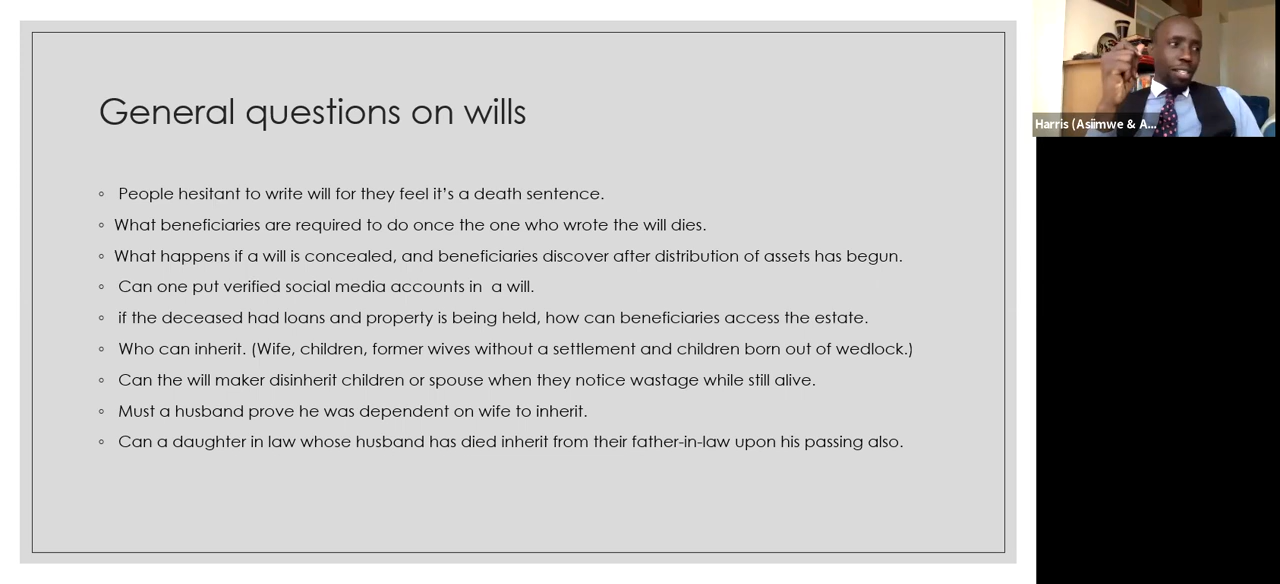 General questions on wills
◦ People hesitant to write will for they feel it's a death sentence.
◦ What beneficiaries are required to do once the one who wrote the will dies.
◦ What happens if a will is concealed, and beneficiaries discover after distribution of assets has begun.
◦ Can one put verified social media accounts in  a will.
◦ if the deceased had loans and property is being held, how can beneficiaries access the estate.
◦ Who can inherit. (Wife, children, former wives without a settlement and children born out of wedlock.)
◦ Can the will maker disinherit children or spouse when they notice wastage while still alive.
◦ Must a husband prove he was dependent on wife to inherit.
◦ Can a daughter in law whose husband has died inherit from their father-in-law upon his passing also.
Harris (Asiimwe & A...